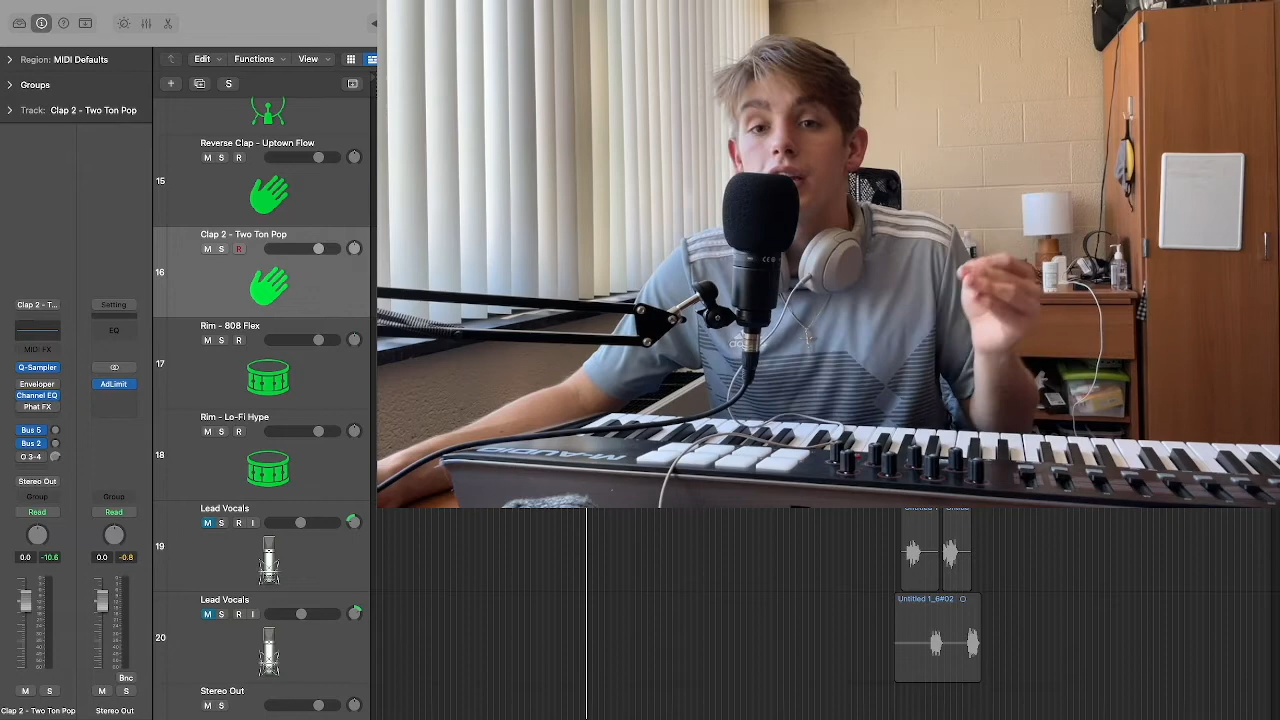 Region: MIDI Defaults
Edit
Functions
View
Groups
S
Track: Clap 2 - Two Ton Pop
Reverse Clap - Uptown Flow
M S R
15
Clap 2 - Two Ton Pop
M S R
16
Clap 2 - T...
Setting
EQ
MIDI FX
Q-Sampler
Enveloper
AdLimit
Channel EQ
Phat FX
Bus 5
Bus 2
O 3-4
Stereo Out
Group
Group
Read
Read
0.0 -10.6
0.0 -0.8
Bnc
M S
M S
Clap 2 - Two Ton Pop
Stereo Out
Rim - 808 Flex
M S R
17
Rim - Lo-Fi Hype
M S R
18
Lead Vocals
M S R I
19
Lead Vocals
M S R I
20
Stereo Out
M S
Untitled 1_6#02
M-AUDIO